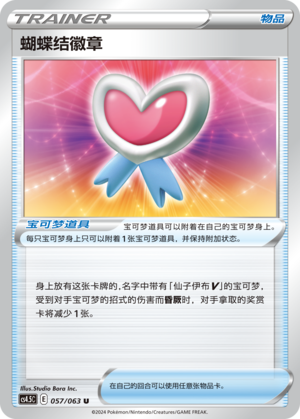 TRAINER 物品
蝴蝶结徽章
宝可梦道具 宝可梦道具可以附着在自己的宝可梦身上。
每只宝可梦身上只可以附着1张宝可梦道具，并保持附加状态。
身上放有这张卡牌的，名字中带有「仙子伊布V」的宝可梦，
受到对手宝可梦的招式的伤害而昏厥时，对手拿取的奖赏
卡将减少1张。
Illus.Studio Bora Inc.
CS4.5C E 057/063 U
在自己的回合可以使用任意张物品卡。
©2024 Pokémon/Nintendo/Creatures/GAME FREAK.